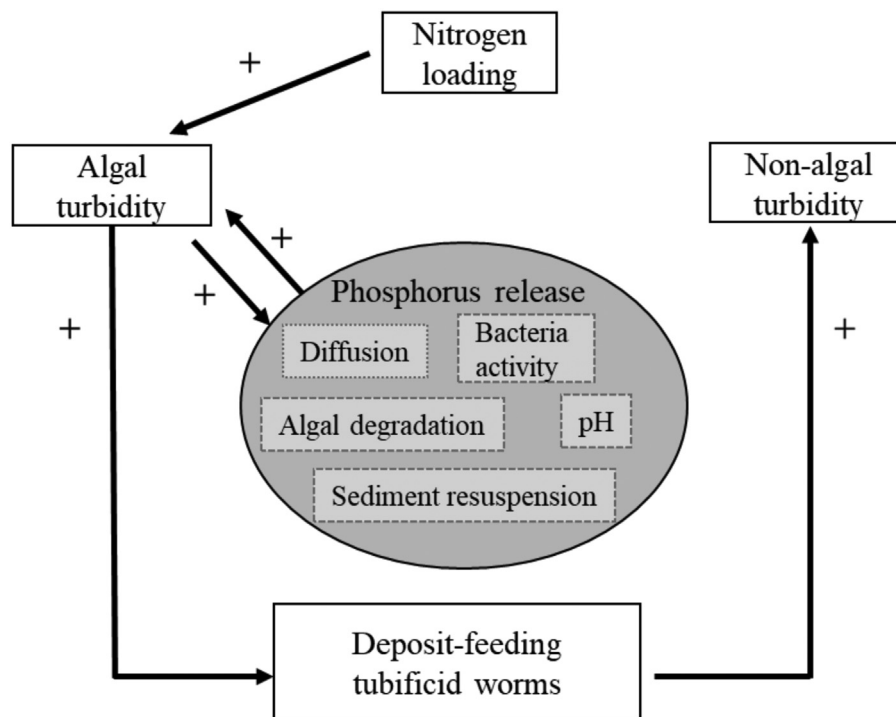 Nitrogen
loading
+
Algal
turbidity
Non-algal
turbidity
+
+
Phosphorus release
+
+
Diffusion
Bacteria
activity
Algal degradation
pH
Sediment resuspension
Deposit-feeding
tubificid worms